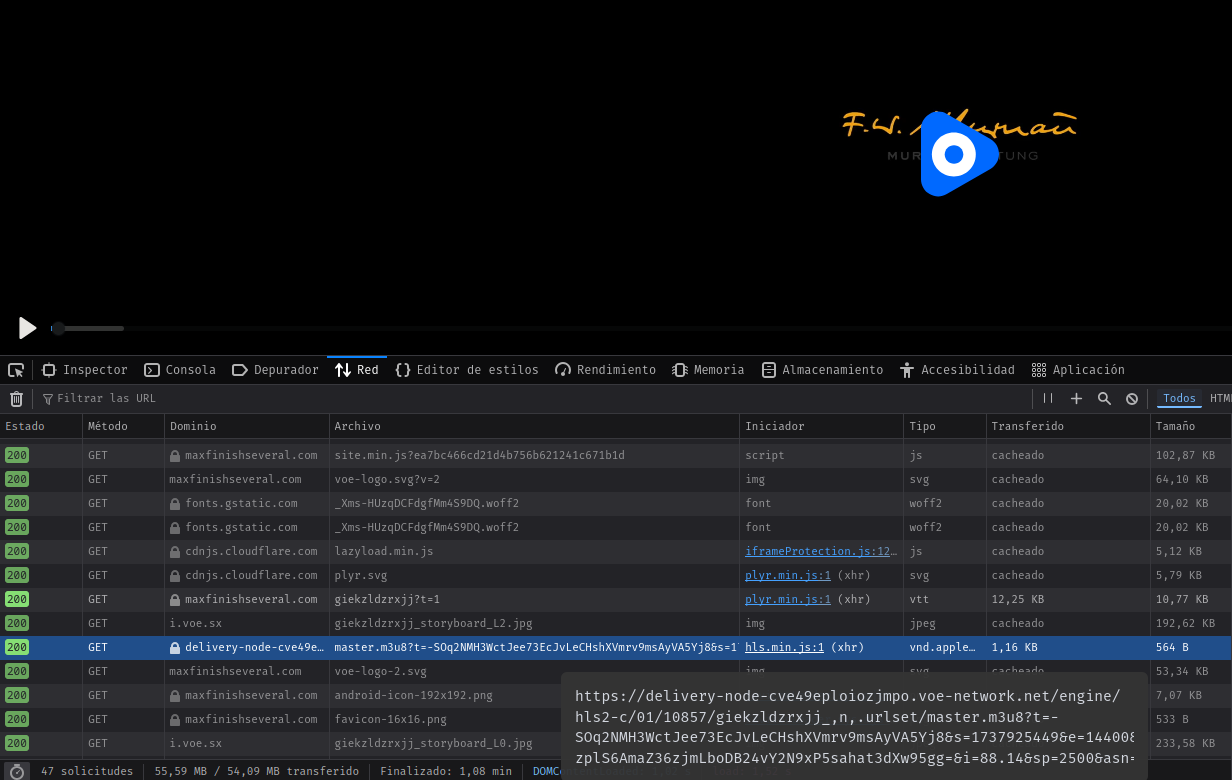 F.W. Murnau
MUR TUNG
Inspector Consola Depurador Red Editor de estilos Rendimiento Memoria Almacenamiento Accesibilidad Aplicación
Filtrar las URL Todos HTM
Estado Método Dominio Archivo Iniciador Tipo Transferido Tamaño
200 GET maxfinishseveral.com site.min.js?ea7bc466cd21d4b756b621241c671b1d script js cacheado 102,87 KB
200 GET maxfinishseveral.com voe-logo.svg?v=2 img svg cacheado 64,10 KB
200 GET fonts.gstatic.com _Xms-HUzqDCFdgfMm4S9DQ.woff2 font woff2 cacheado 20,02 KB
200 GET fonts.gstatic.com _Xms-HUzqDCFdgfMm4S9DQ.woff2 font woff2 cacheado 20,02 KB
200 GET cdnjs.cloudflare.com lazyload.min.js iframeProtection.js:12… js cacheado 5,12 KB
200 GET cdnjs.cloudflare.com plyr.svg plyr.min.js:1 (xhr) svg cacheado 5,79 KB
200 GET maxfinishseveral.com giekzldzrxjj?t=1 plyr.min.js:1 (xhr) vtt 12,25 KB 10,77 KB
200 GET i.voe.sx giekzldzrxjj_storyboard_L2.jpg img jpeg cacheado 192,62 KB
200 GET delivery-node-cve49e… master.m3u8?t=-SOq2NMH3WctJee73EcJvLeCHshXVmrv9msAyVA5Yj8&s=17 hls.min.js:1 (xhr) vnd.apple… 1,16 KB 564 B
200 GET maxfinishseveral.com voe-logo-2.svg img svg cacheado 53,34 KB
200 GET maxfinishseveral.com android-icon-192x192.png 7,07 KB
200 GET maxfinishseveral.com favicon-16x16.png 533 B
200 GET i.voe.sx giekzldzrxjj_storyboard_L0.jpg 233,58 KB
https://delivery-node-cve49eploiozjmpo.voe-network.net/engine/
hls2-c/01/10857/giekzldzrxjj_,n,.urlset/master.m3u8?t=-
SOq2NMH3WctJee73EcJvLeCHshXVmrv9msAyVA5Yj8&s=1737925449&e=14400&
zplS6AmaZ36zjmLboDB24vY2N9xP5sahat3dXw95gg=&i=88.14&sp=2500&asn=
47 solicitudes 55,59 MB / 54,09 MB transferido Finalizado: 1,08 min DOMCo